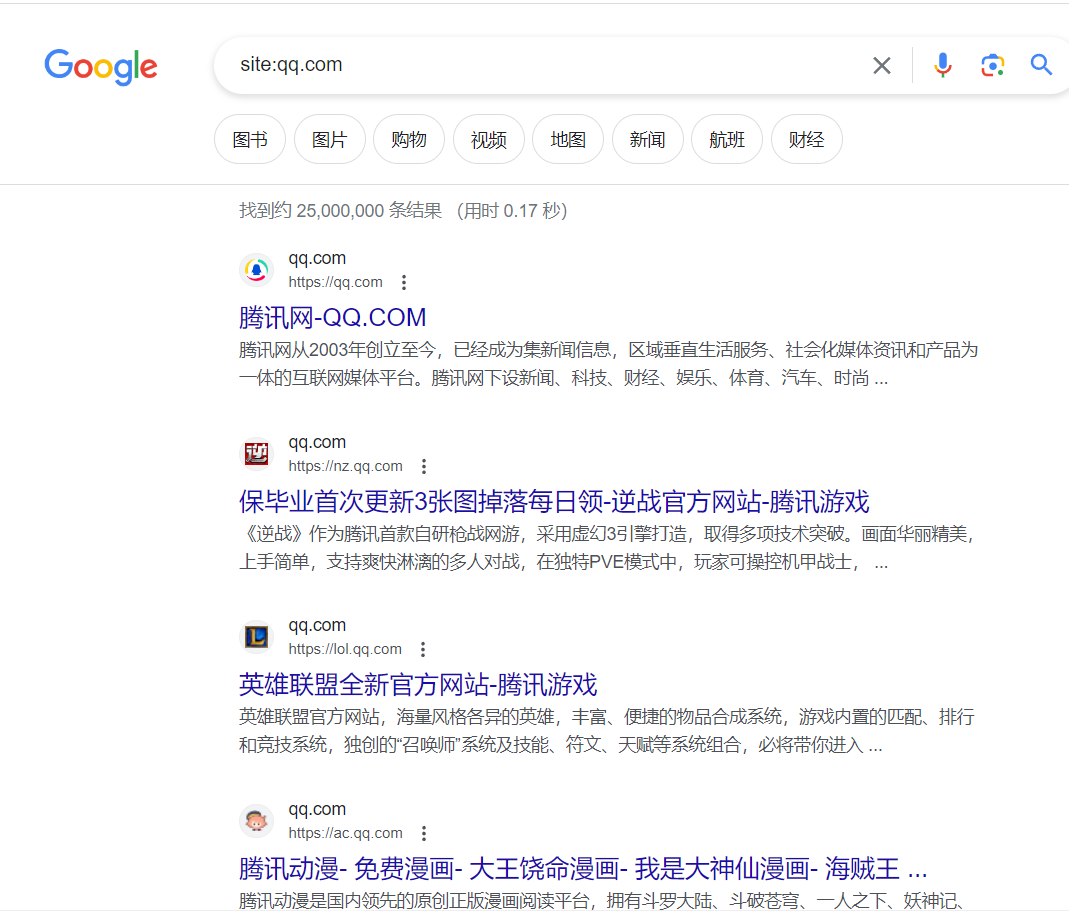 Google
site:qq.com
图书 图片 购物 视频 地图 新闻 航班 财经
找到约 25,000,000 条结果 （用时 0.17 秒）
qq.com
https://qq.com
腾讯网-QQ.COM
腾讯网从2003年创立至今，已经成为集新闻信息，区域垂直生活服务、社会化媒体资讯和产品为
一体的互联网媒体平台。腾讯网下设新闻、科技、财经、娱乐、体育、汽车、时尚 ...
逆
qq.com
https://nz.qq.com
保毕业首次更新3张图掉落每日领-逆战官方网站-腾讯游戏
《逆战》作为腾讯首款自研枪战网游，采用虚幻3引擎打造，取得多项技术突破。画面华丽精美，
上手简单，支持爽快淋漓的多人对战，在独特PVE模式中，玩家可操控机甲战士， ...
L
qq.com
https://lol.qq.com
英雄联盟全新官方网站-腾讯游戏
英雄联盟官方网站，海量风格各异的英雄，丰富、便捷的物品合成系统，游戏内置的匹配、排行
和竞技系统，独创的“召唤师”系统及技能、符文、天赋等系统组合，必将带你进入 ...
qq.com
https://ac.qq.com
腾讯动漫- 免费漫画- 大王饶命漫画- 我是大神仙漫画- 海贼王 ...
腾讯动漫是国内领先的原创正版漫画阅读平台，拥有斗罗大陆、斗破苍穹、一人之下、妖神记、